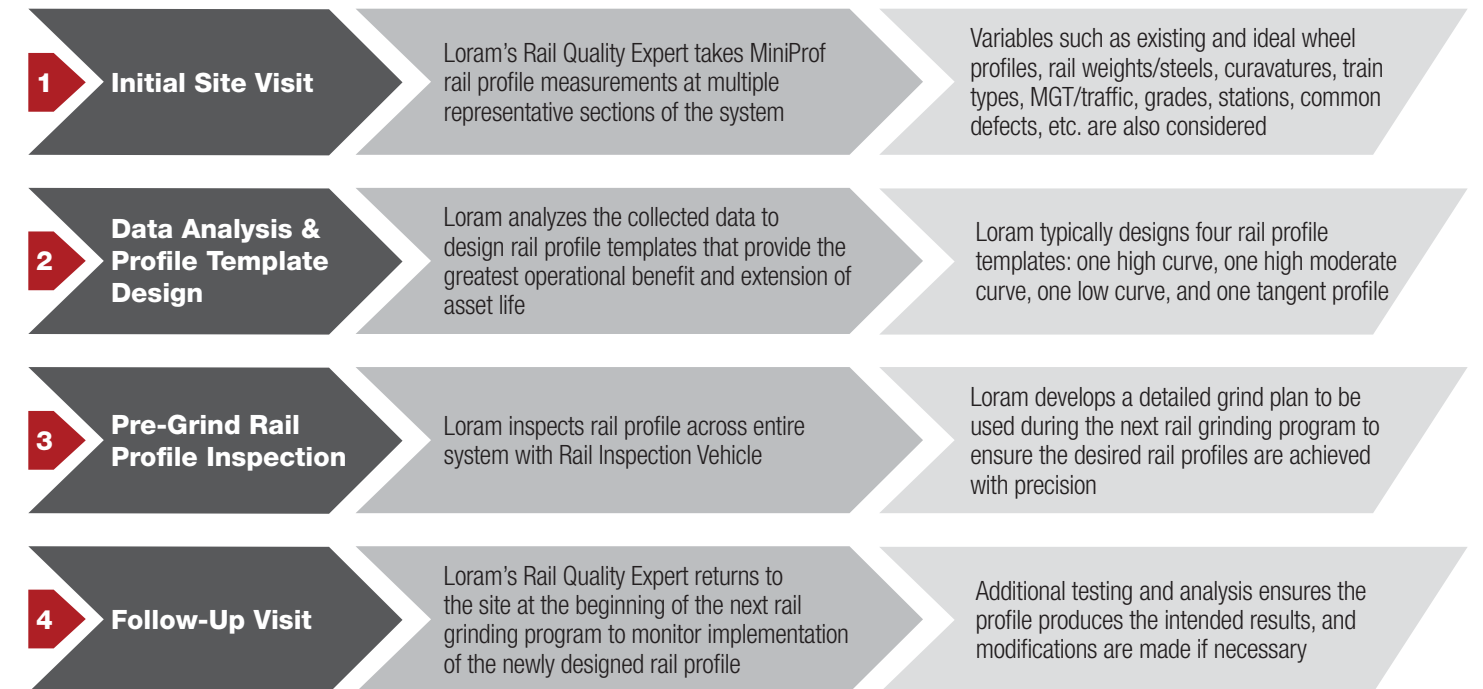 1
Initial Site Visit
Loram's Rail Quality Expert takes MiniProf
rail profile measurements at multiple
representative sections of the system
Variables such as existing and ideal wheel
profiles, rail weights/steels, curavatures, train
types, MGT/traffic, grades, stations, common
defects, etc. are also considered
2
Data Analysis &
Profile Template
Design
Loram analyzes the collected data to
design rail profile templates that provide the
greatest operational benefit and extension of
asset life
Loram typically designs four rail profile
templates: one high curve, one high moderate
curve, one low curve, and one tangent profile
3
Pre-Grind Rail
Profile Inspection
Loram inspects rail profile across entire
system with Rail Inspection Vehicle
Loram develops a detailed grind plan to be
used during the next rail grinding program to
ensure the desired rail profiles are achieved
with precision
4
Follow-Up Visit
Loram's Rail Quality Expert returns to
the site at the beginning of the next rail
grinding program to monitor implementation
of the newly designed rail profile
Additional testing and analysis ensures the
profile produces the intended results, and
modifications are made if necessary